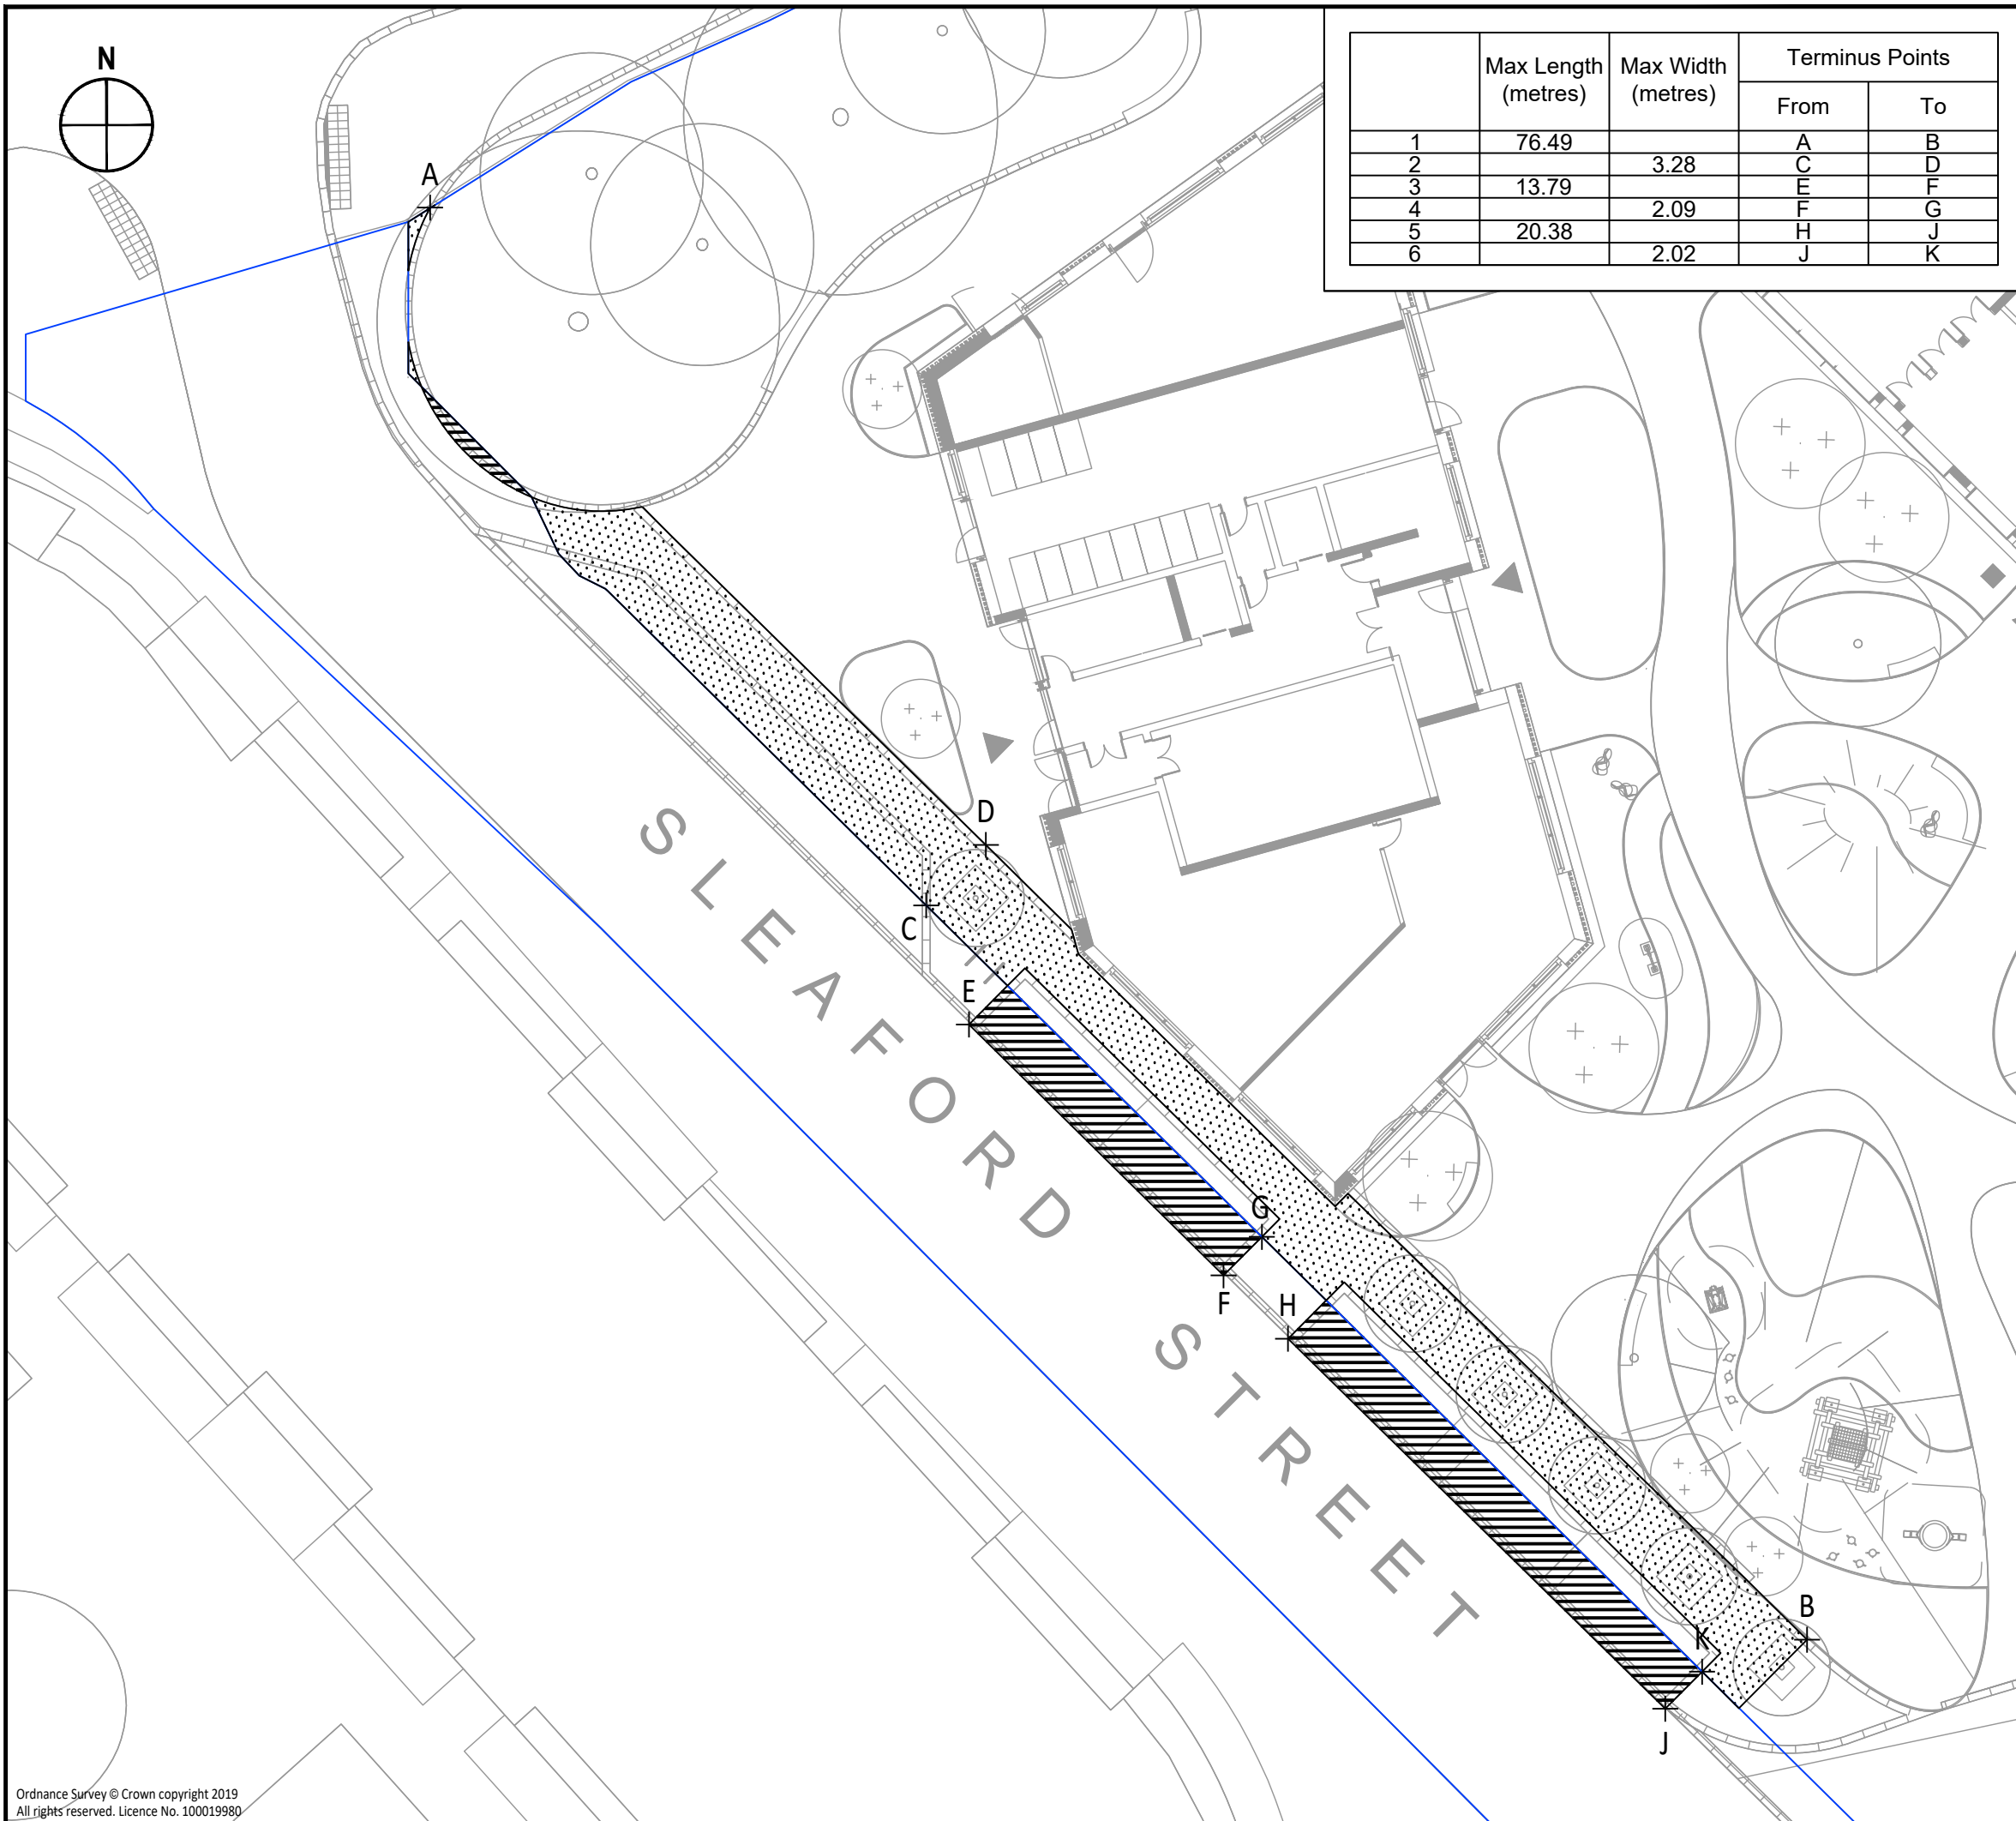 N
Max Length (metres) Max Width (metres) Terminus Points
From To
1 76.49 A B
2 3.28 C D
3 13.79 E F
4 2.09 F G
5 20.38 H J
6 2.02 J K
A
D
C
E
G
F
H
B
K
J
SLEAFORD STREET
Ordnance Survey © Crown copyright 2019
All rights reserved. Licence No. 100019980